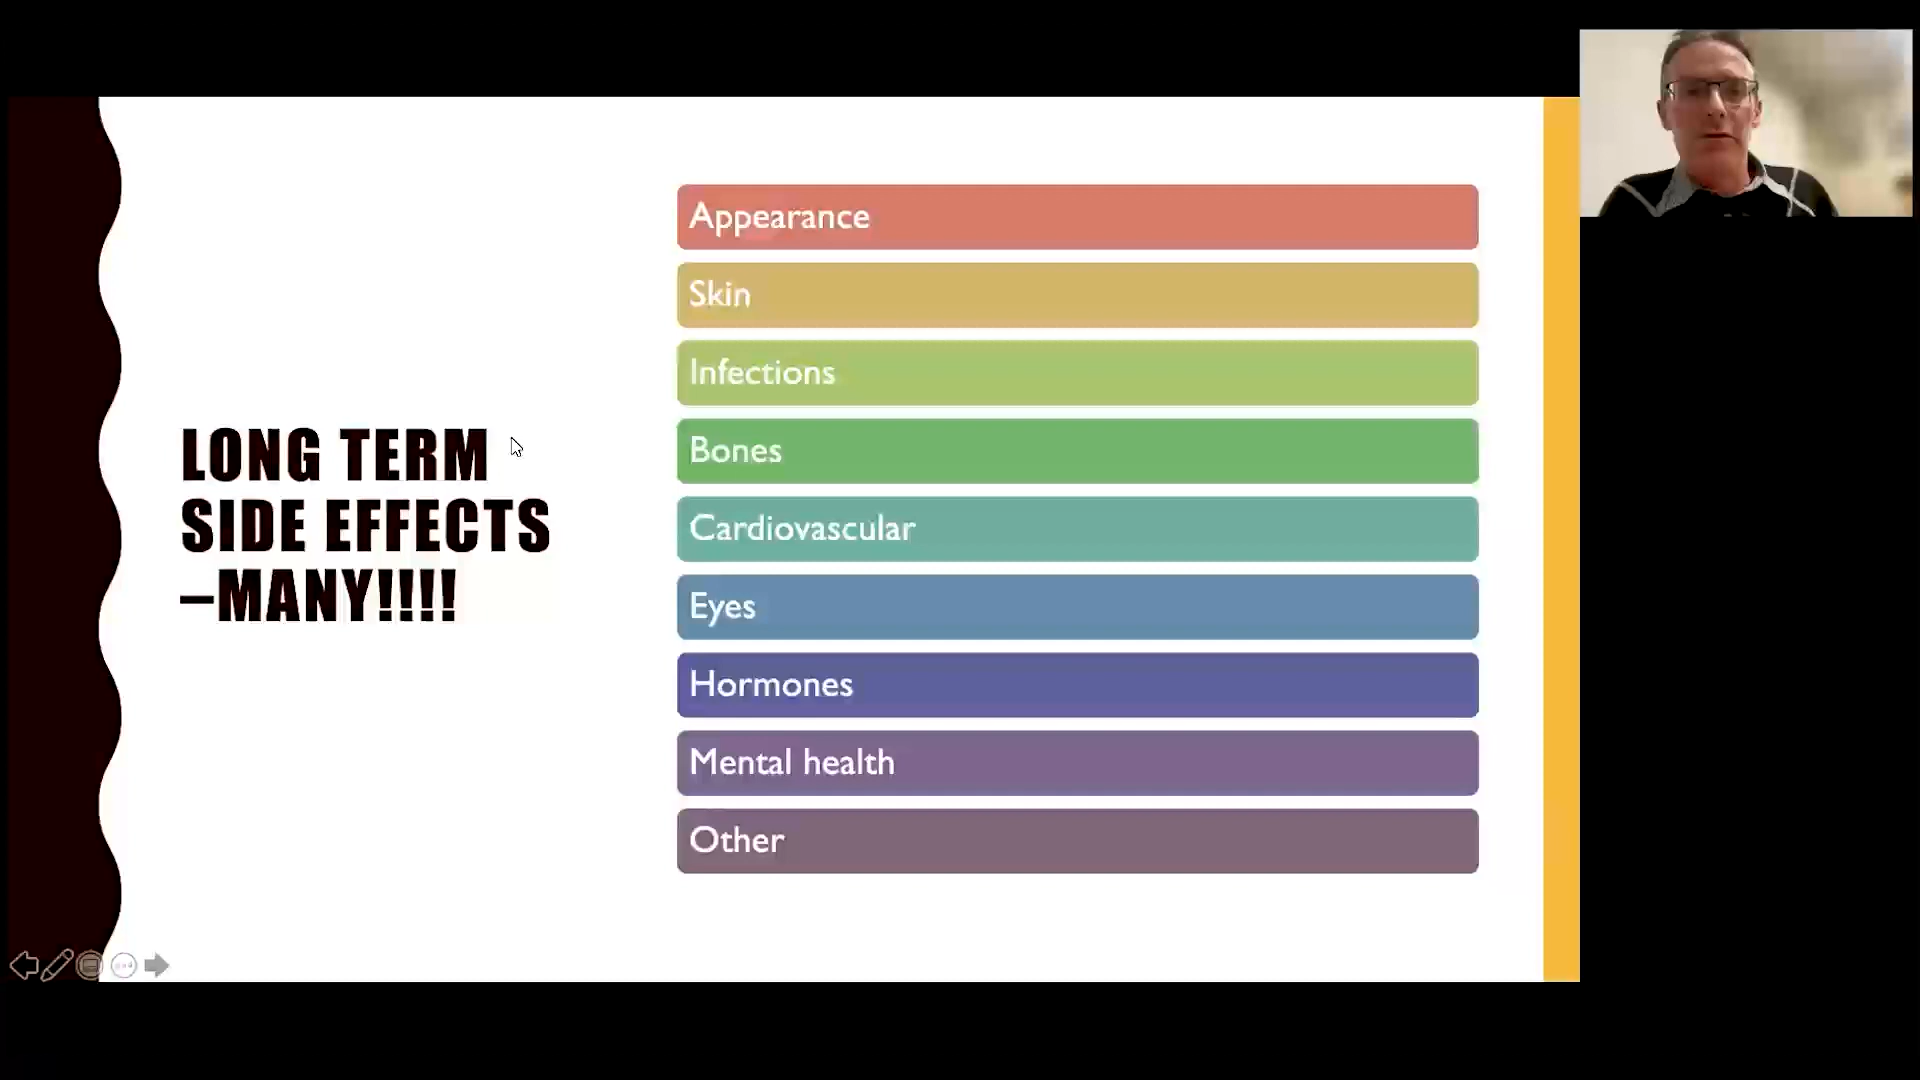 LONG TERM
SIDE EFFECTS
–MANY!!!!
Appearance
Skin
Infections
Bones
Cardiovascular
Eyes
Hormones
Mental health
Other